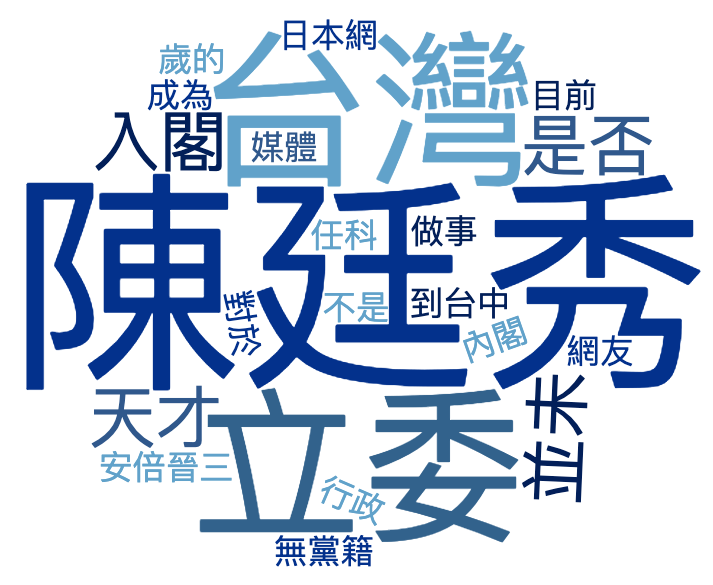 日本網
歲的
台灣
成為
目前
入閣
媒體
是否
陳廷秀
任科
做事
不是
到台中
對於
內閣
網友
天才
立委
並未
安倍晉三
行政
無黨籍